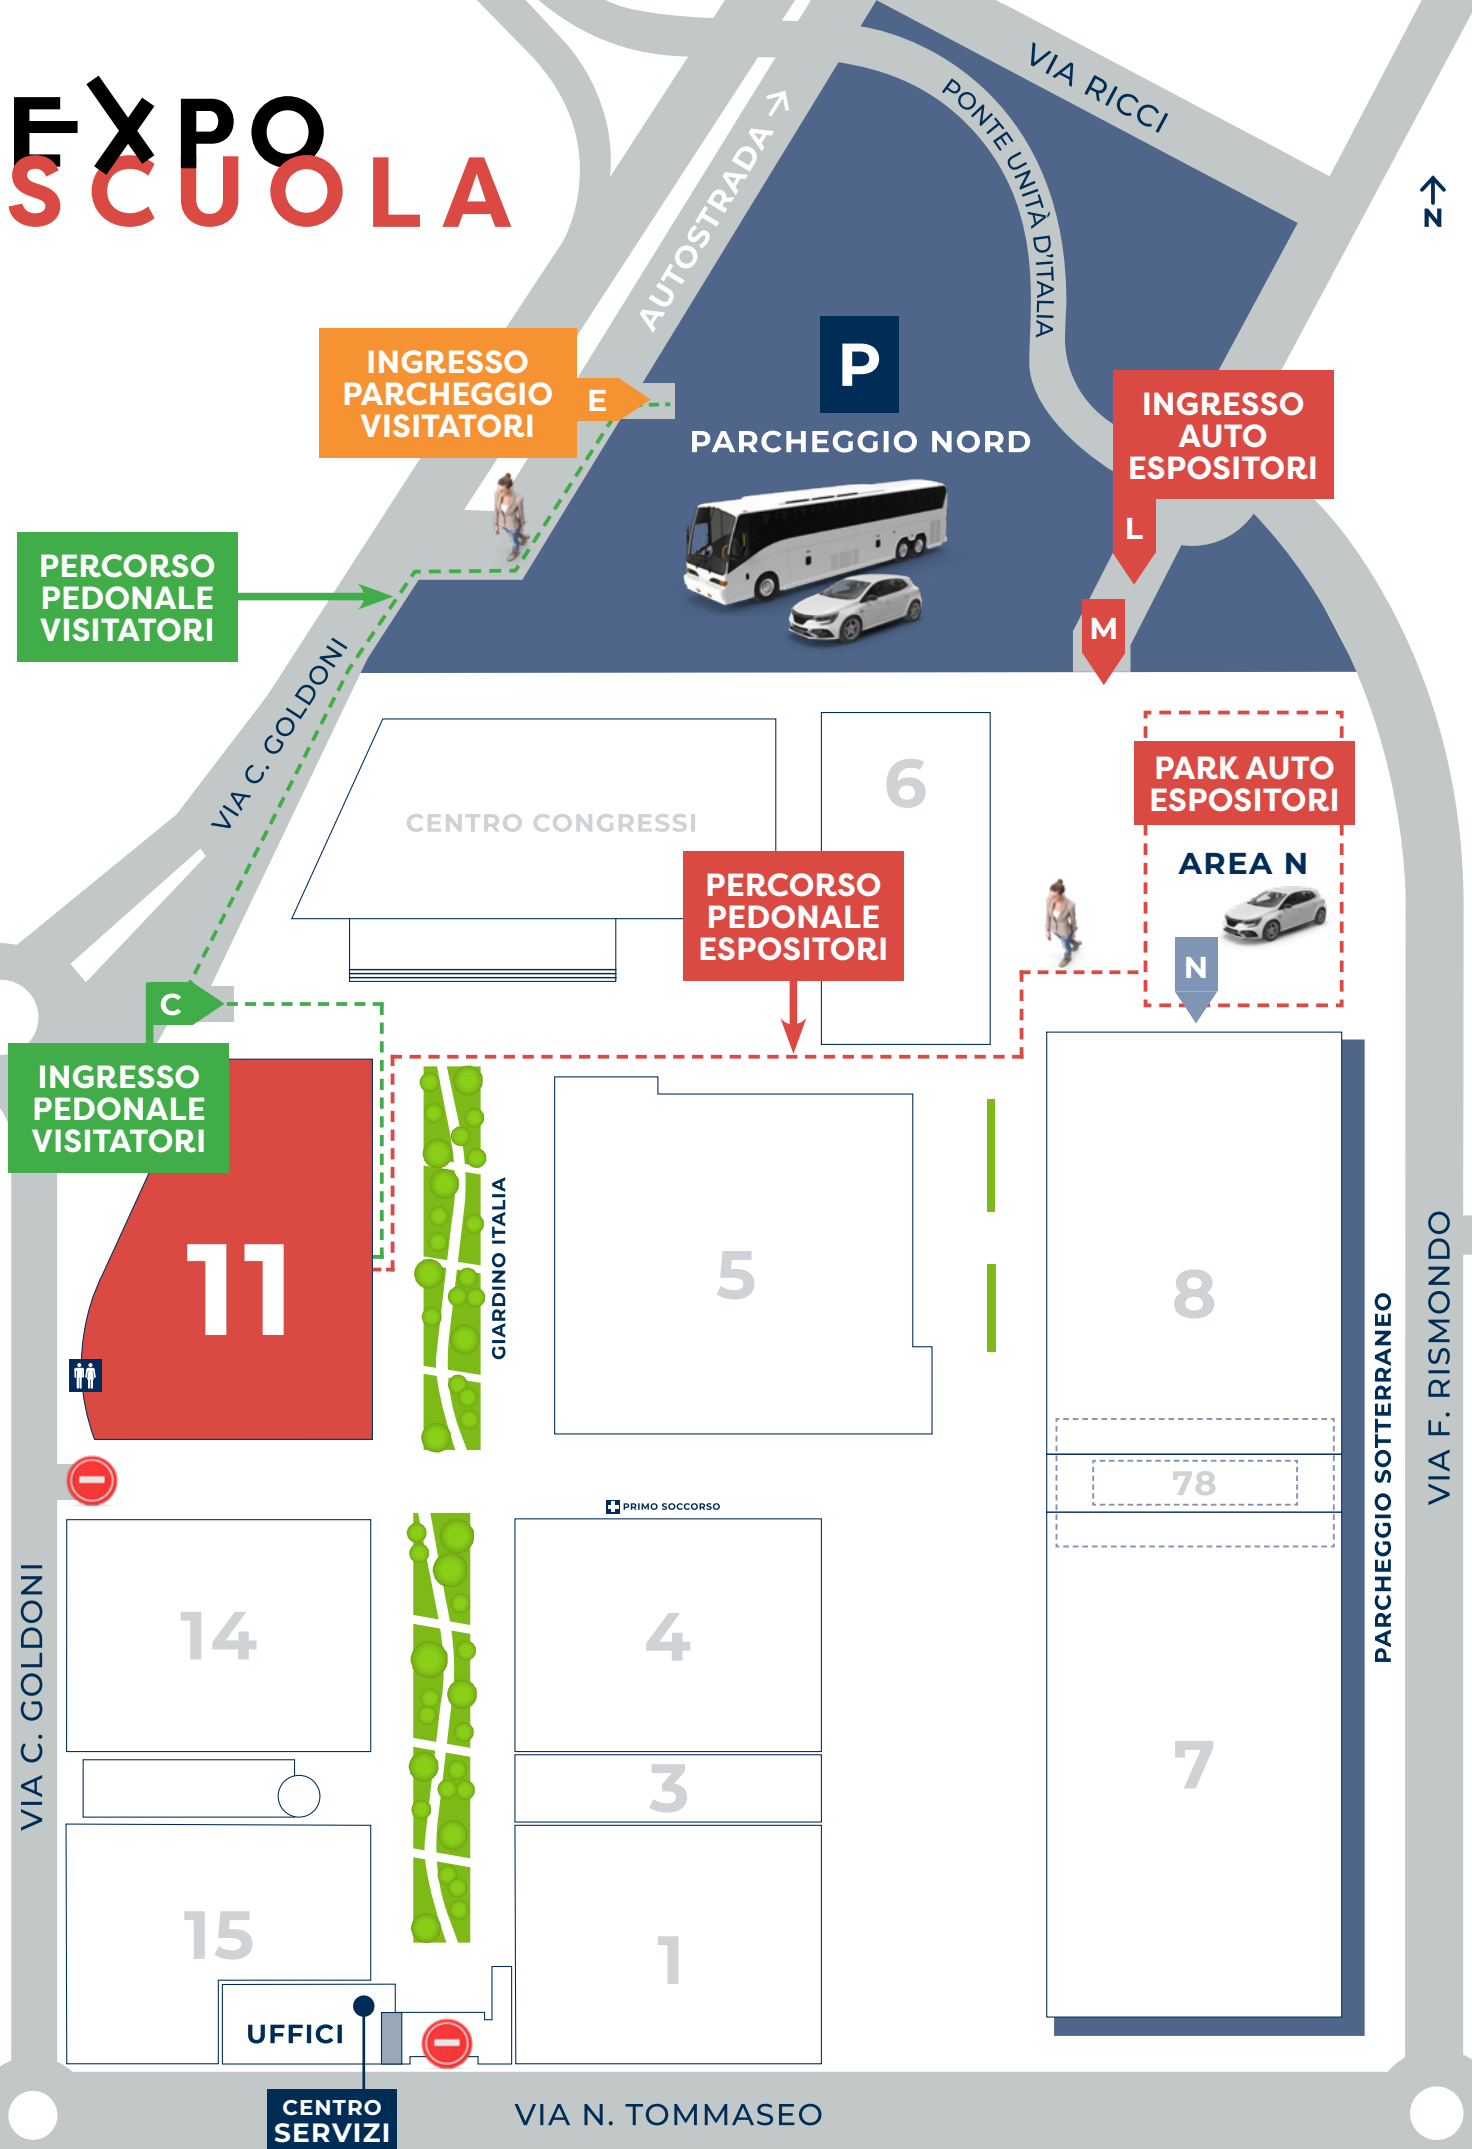 EXPO
SCUOLA
VIA RICCI
PONTE UNITÀ D'ITALIA
AUTOSTRADA →
N
INGRESSO
PARCHEGGIO
VISITATORI
E
P
PARCHEGGIO NORD
INGRESSO
AUTO
ESPOSITORI
L
M
PERCORSO
PEDONALE
VISITATORI
VIA C. GOLDONI
CENTRO CONGRESSI
6
PARK AUTO
ESPOSITORI
AREA N
N
PERCORSO
PEDONALE
ESPOSITORI
C
INGRESSO
PEDONALE
VISITATORI
11
GIARDINO ITALIA
5
8
78
7
PARCHEGGIO SOTTERRANEO
VIA F. RISMONDO
PRIMO SOCCORSO
14
4
3
15
1
VIA C. GOLDONI
UFFICI
CENTRO
SERVIZI
VIA N. TOMMASEO